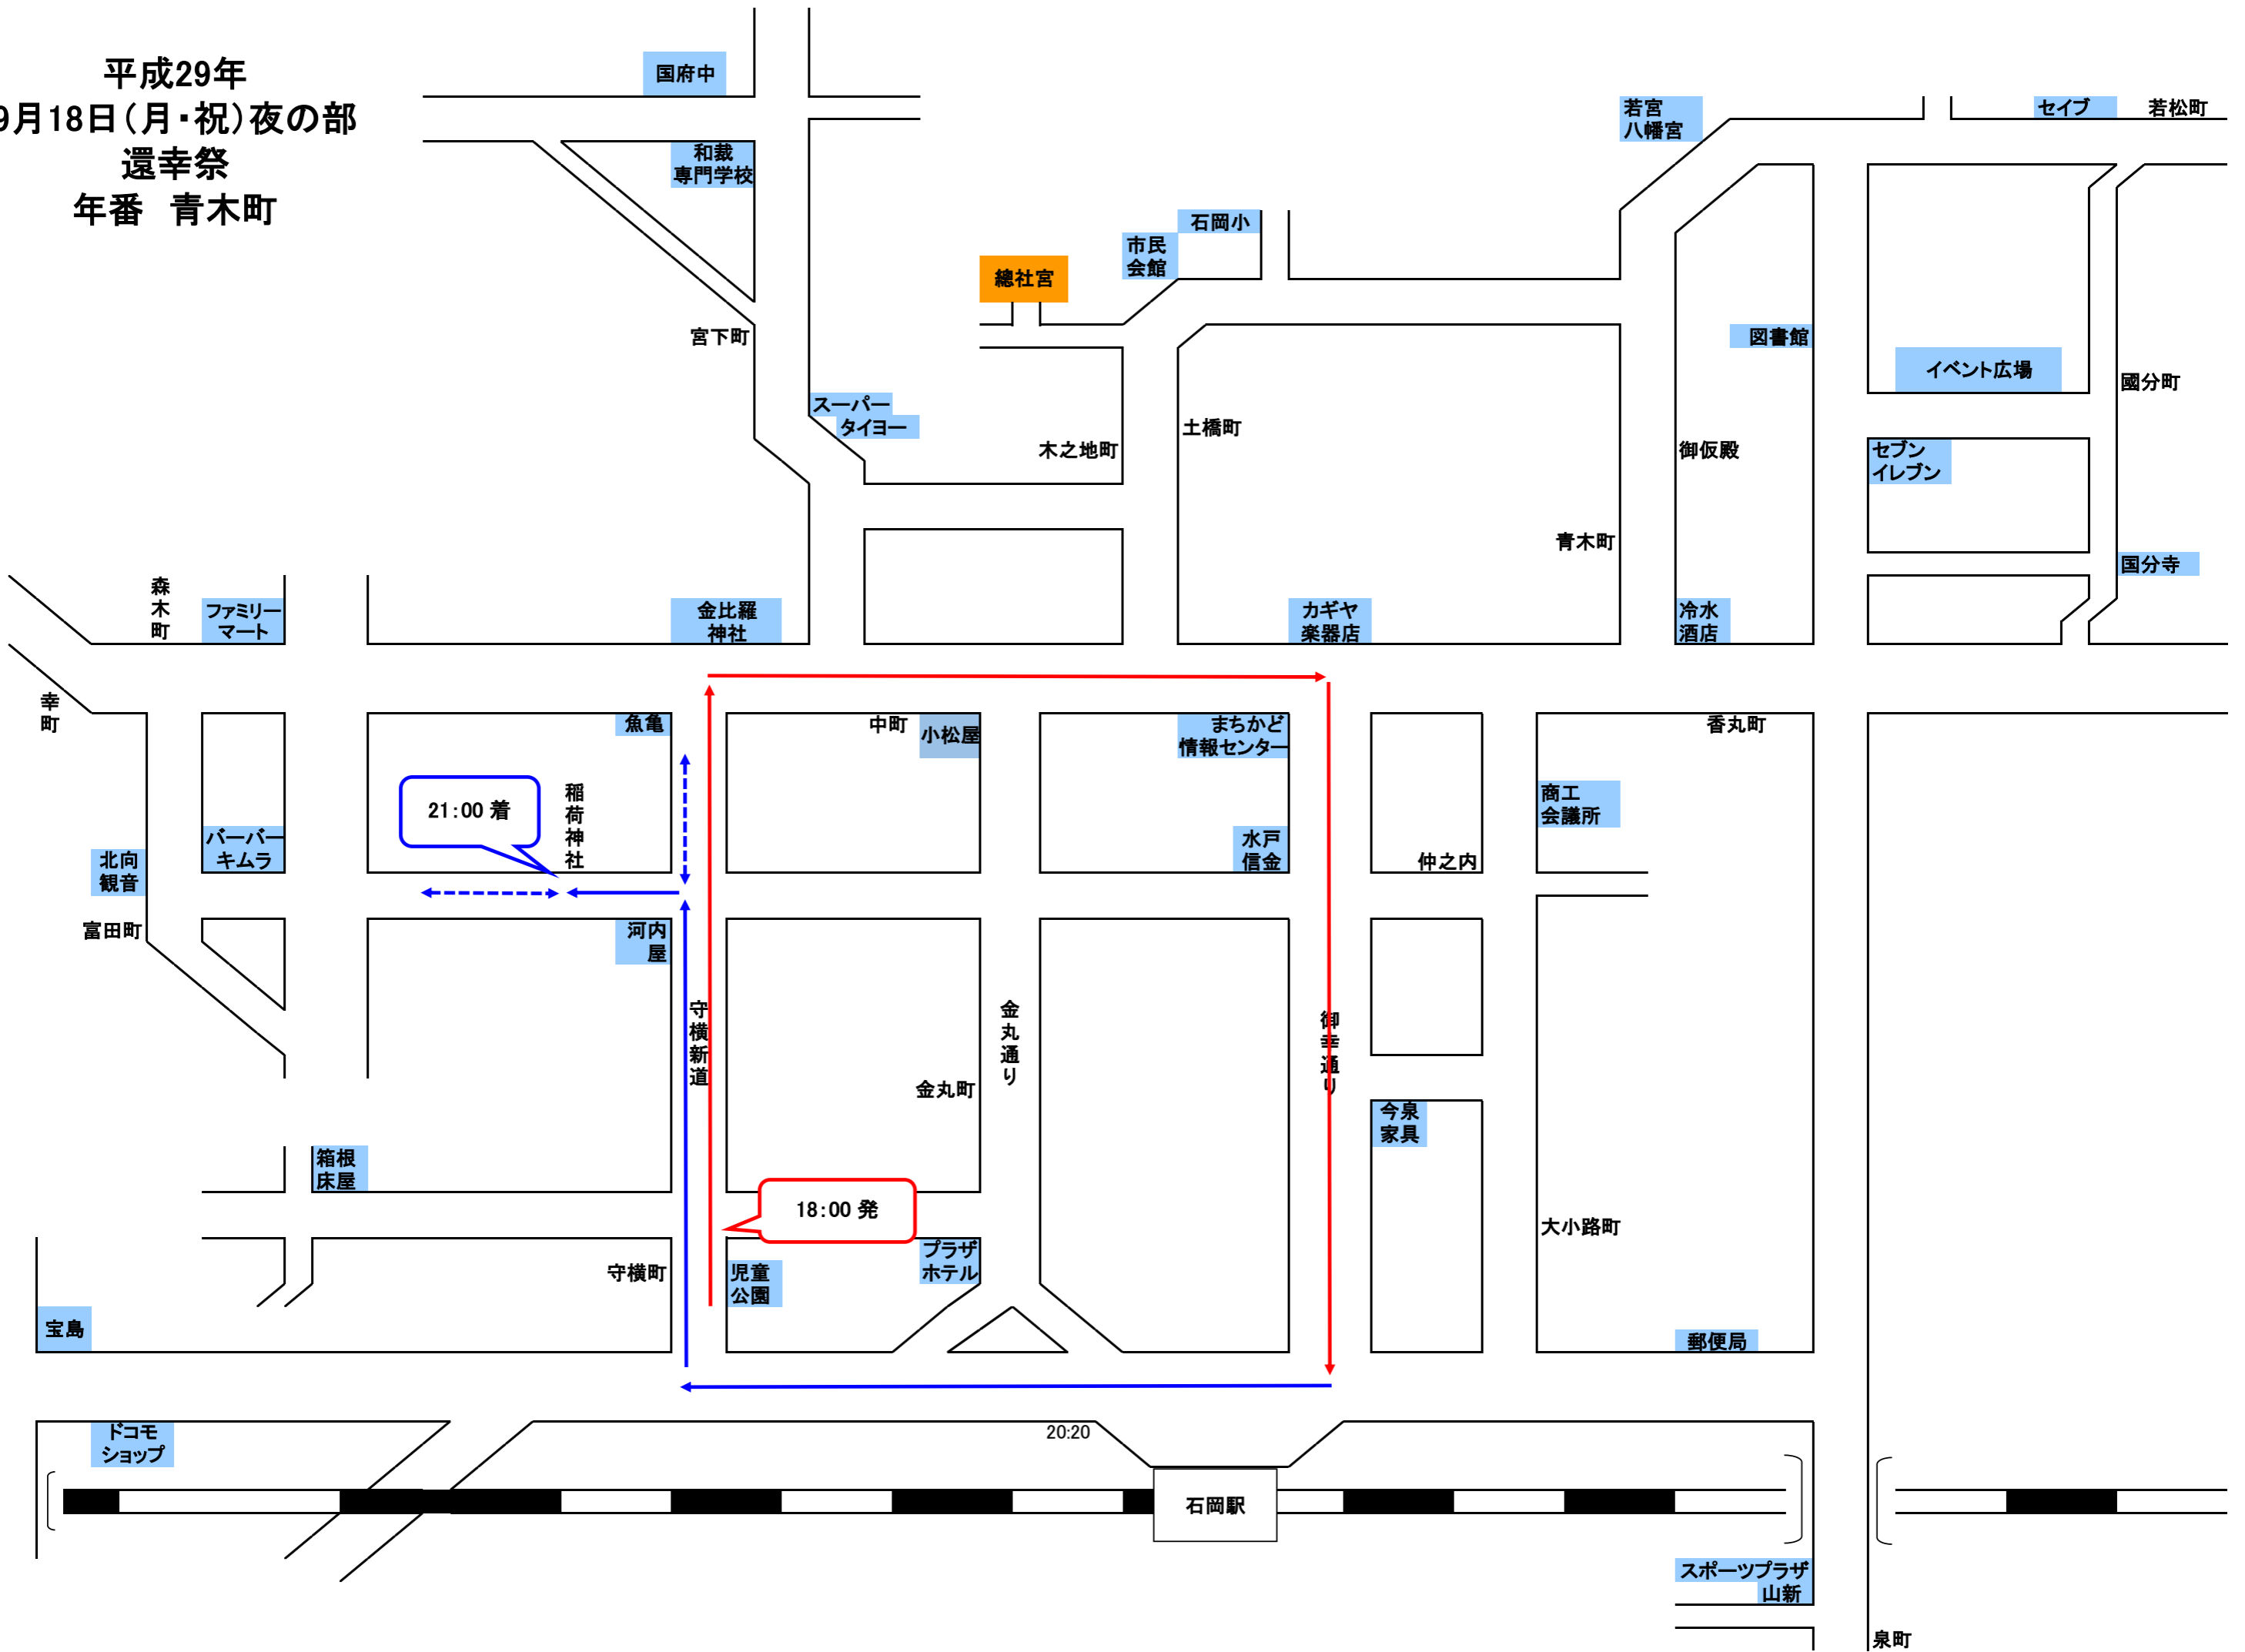 平成29年
9月18日(月・祝)夜の部
還幸祭
年番 青木町
国府中
和裁
専門学校
若宮
八幡宮
セイブ
若松町
石岡小
市民
会館
總社宮
宮下町
図書館
イベント広場
國分町
スーパー
タイヨー
木之地町
土橋町
御仮殿
セブン
イレブン
青木町
国分寺
森木町
ファミリー
マート
金比羅
神社
カギヤ
楽器店
冷水
酒店
幸町
魚亀
中町
小松屋
まちかど
情報センター
香丸町
21:00 着
稲荷神社
商工
会議所
バーバー
キムラ
水戸
信金
仲之内
北向
観音
富田町
河内
屋
守横新道
金丸通り
御幸通り
金丸町
今泉
家具
箱根
床屋
18:00 発
大小路町
プラザ
ホテル
守横町
児童
公園
宝島
郵便局
ドコモ
ショップ
20:20
石岡駅
スポーツプラザ
山新
泉町